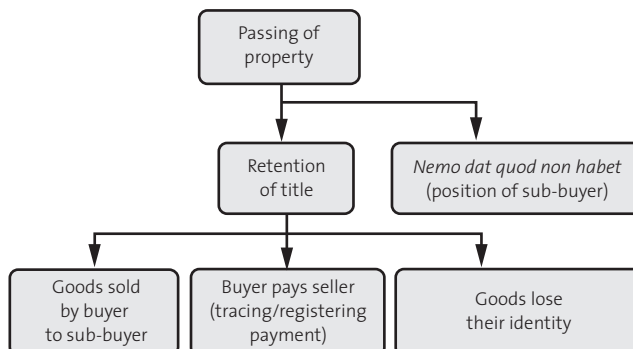 Passing of
property
Retention
of title
Nemo dat quod non habet
(position of sub-buyer)
Goods sold
by buyer
to sub-buyer
Buyer pays seller
(tracing/registering
payment)
Goods lose
their identity